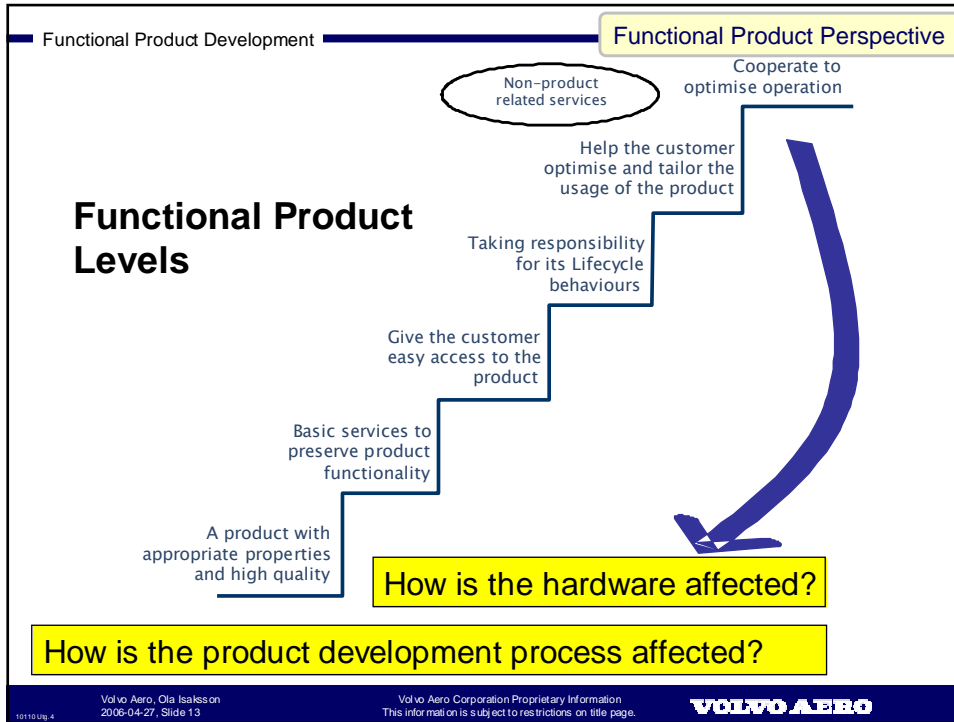 Functional Product Development
Functional Product Perspective
Non-product
related services
Cooperate to
optimise operation
Help the customer
optimise and tailor the
usage of the product
Functional Product
Levels
Taking responsibility
for its Lifecycle
behaviours
Give the customer
easy access to the
product
Basic services to
preserve product
functionality
A product with
appropriate properties
and high quality
How is the hardware affected?
How is the product development process affected?
10110 Utg. 4
Volvo Aero, Ola Isaksson
2006-04-27, Slide 13
Volvo Aero Corporation Proprietary Information
This information is subject to restrictions on title page.
VOLVO AERO